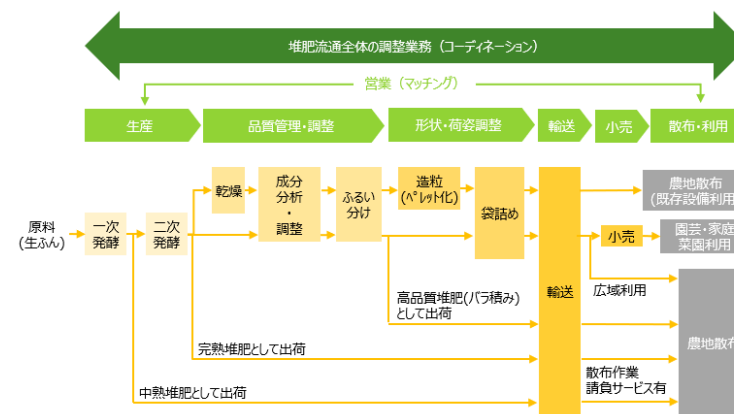 堆肥流通全体の調整業務（コーディネーション）
営業（マッチング）
生産
品質管理・調整
形状・荷姿調整
輸送
小売
散布・利用
原料
(生ふん)
一次
発酵
二次
発酵
乾燥
成分
分析
・
調整
ふるい
分け
造粒
(ペレット化)
袋詰め
輸送
農地散布
(既存設備利用)
小売
園芸・家庭
菜園利用
広域利用
高品質堆肥(バラ積み)
として出荷
農地散布
完熟堆肥として出荷
散布作業
請負サービス有
中熟堆肥として出荷